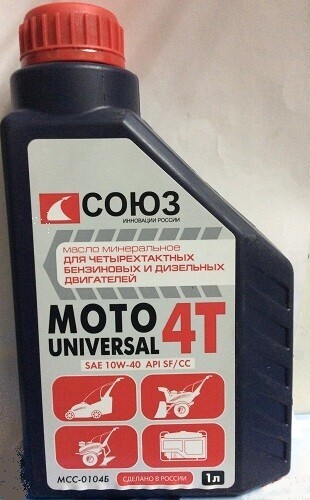 СОЮЗ
ИННОВАЦИИ РОССИИ
масло минеральное
ДЛЯ ЧЕТЫРЕХТАКТНЫХ
БЕНЗИНОВЫХ И ДИЗЕЛЬНЫХ
ДВИГАТЕЛЕЙ
MOTO 4T
UNIVERSAL
SAE 10W-40 API SF/CC
МСС-0104Б СДЕЛАНО В РОССИИ 1л